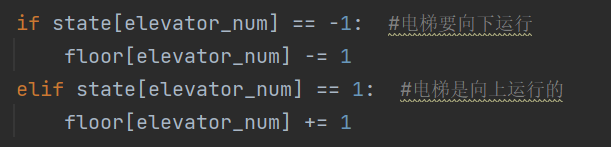 if state[elevator_num] == -1:  #电梯要向下运行
    floor[elevator_num] -= 1
elif state[elevator_num] == 1:  #电梯是向上运行的
    floor[elevator_num] += 1